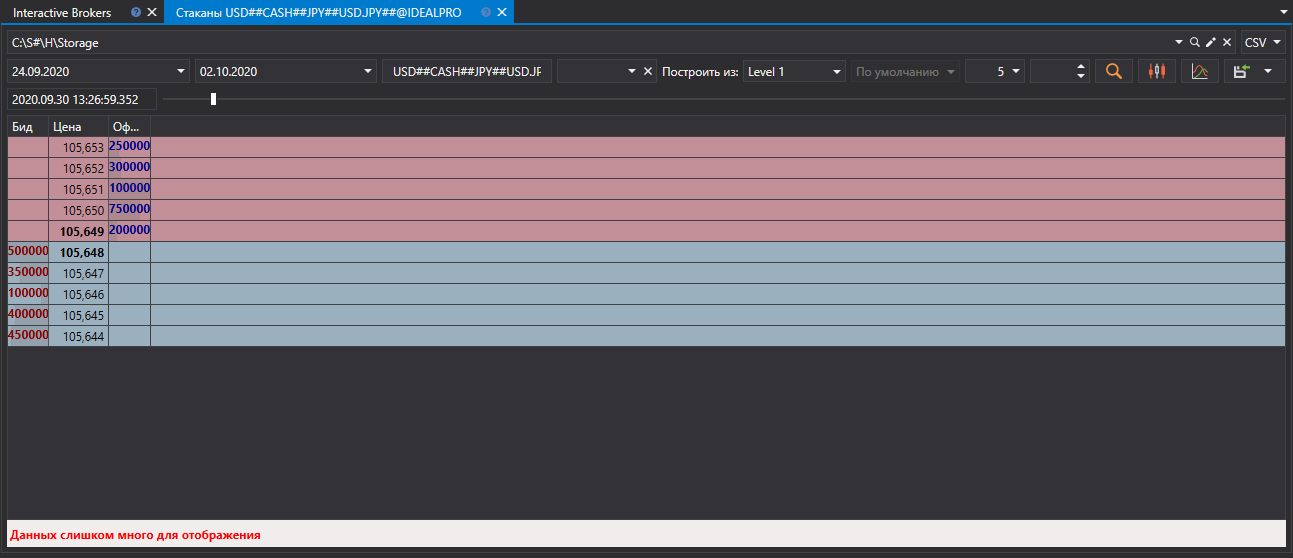 Interactive Brokers
Стаканы USD##CASH##JPY##USD.JPY##@IDEALPRO
C:\S#\H\Storage CSV
24.09.2020 02.10.2020 USD##CASH##JPY##USD.JF Построить из: Level 1 По умолчанию 5
2020.09.30 13:26:59.352
Бид Цена Оф...
105,653 250000
105,652 300000
105,651 100000
105,650 750000
105,649 200000
500000 105,648
350000 105,647
100000 105,646
400000 105,645
450000 105,644
Данных слишком много для отображения